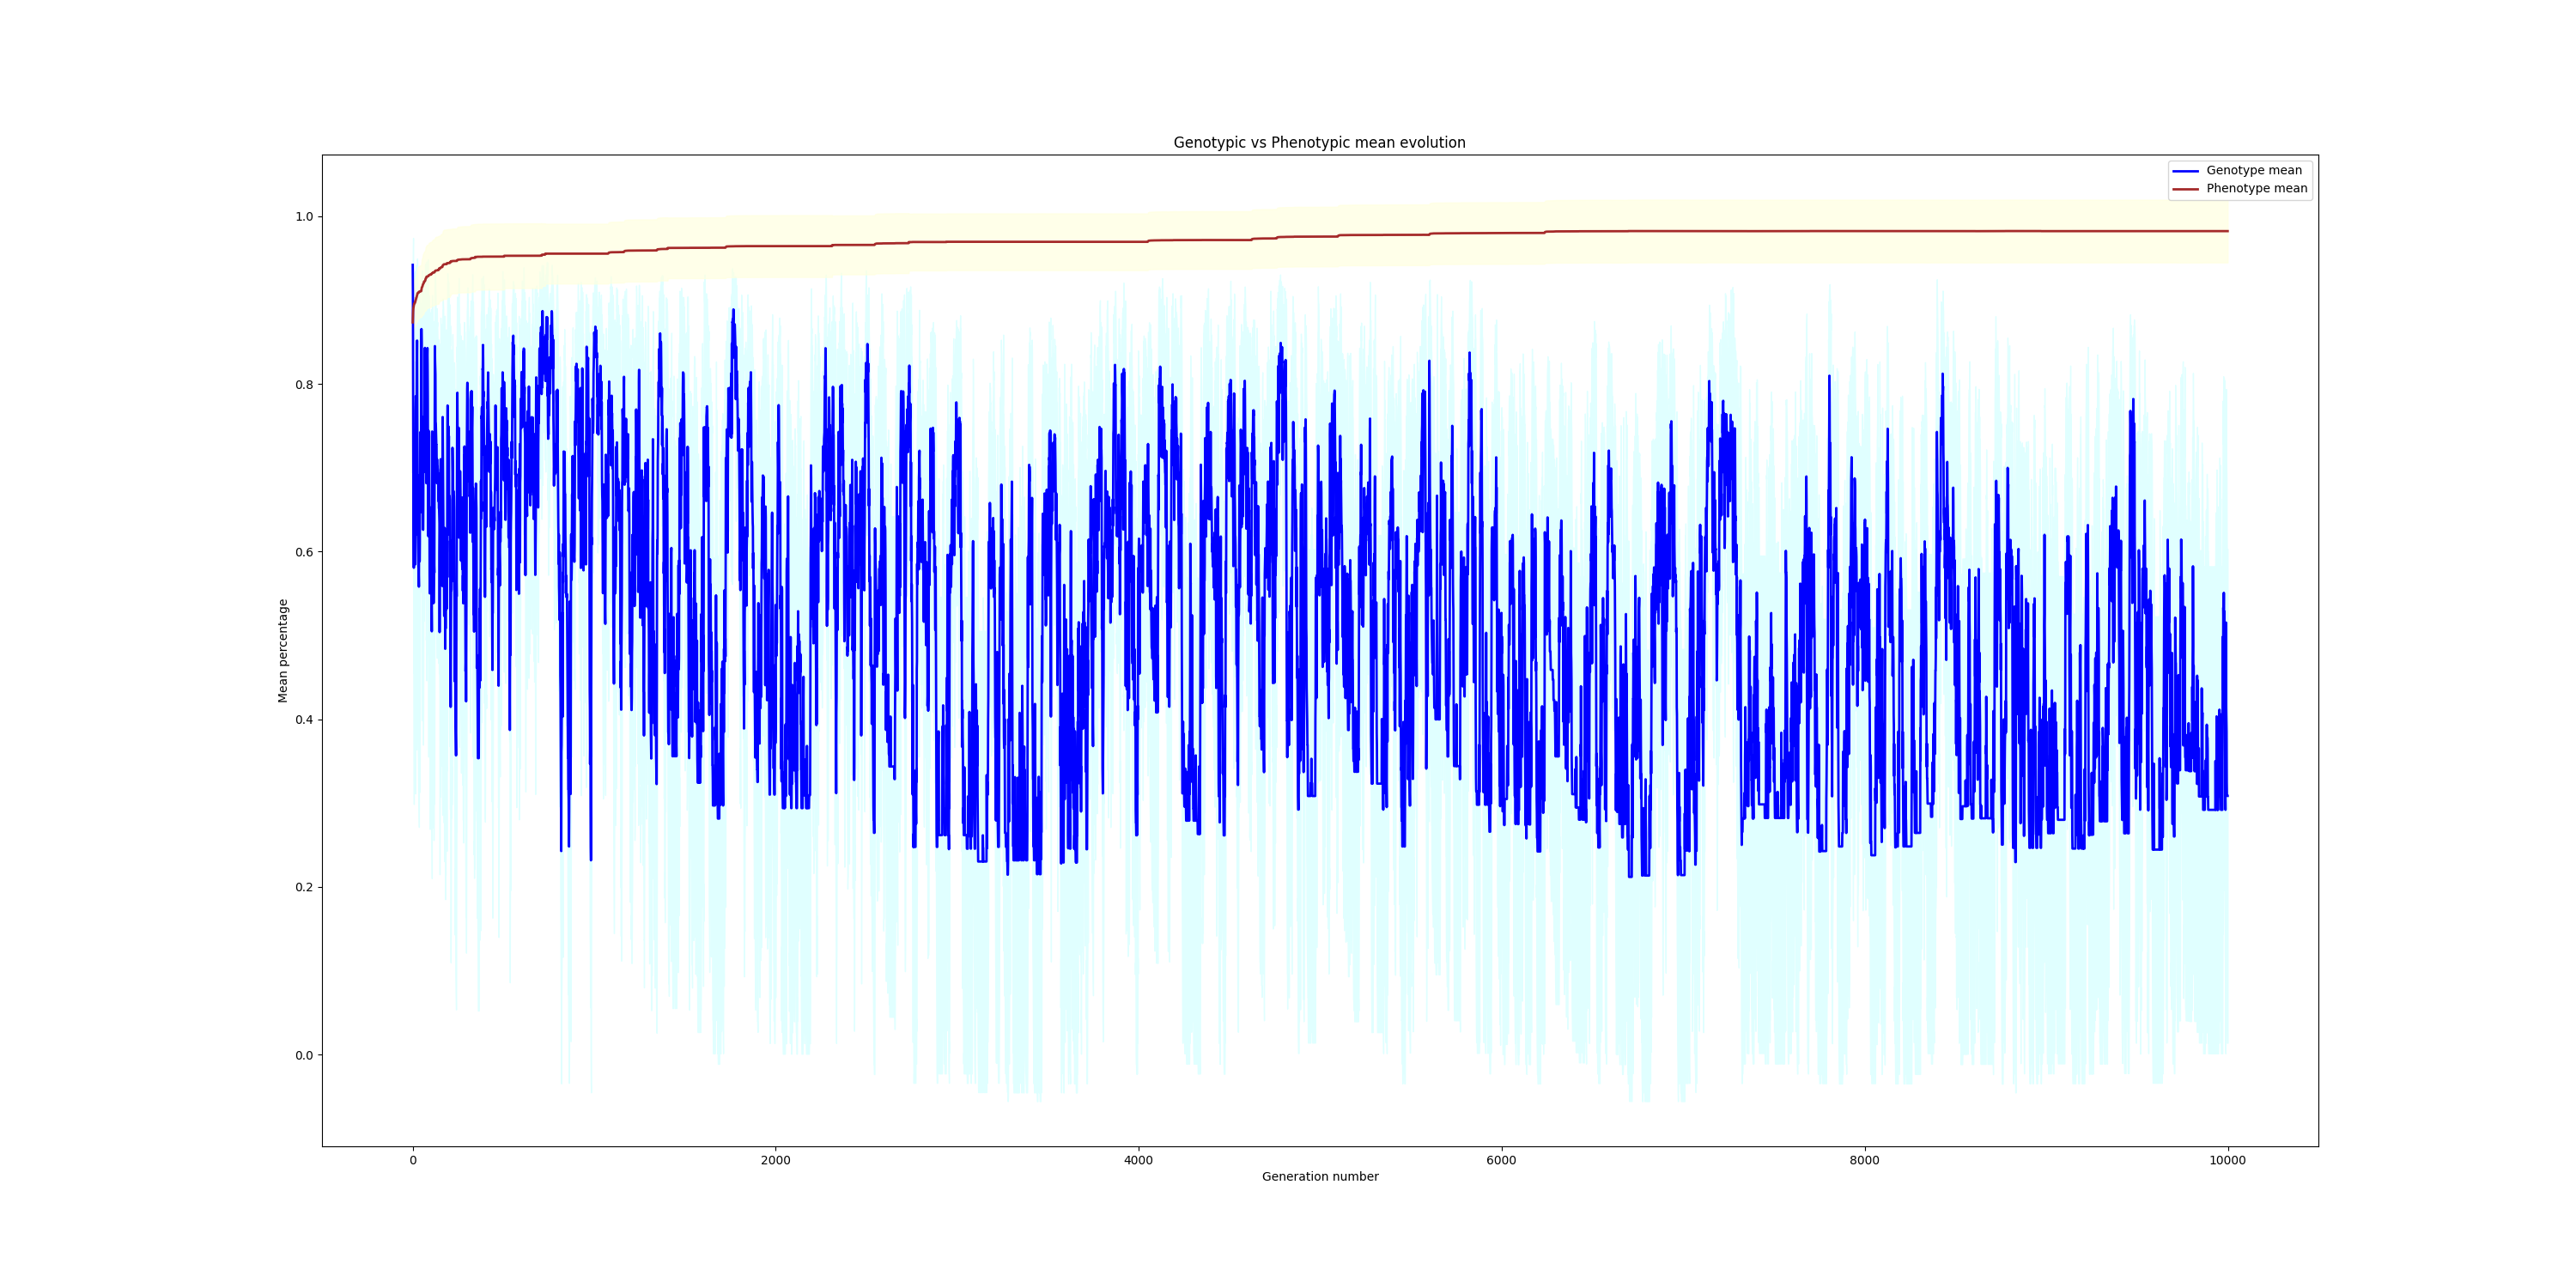 Genotypic vs Phenotypic mean evolution
Genotype mean
Phenotype mean
1.0
0.8
0.6
0.4
0.2
0.0
Mean percentage
0
2000
4000
6000
8000
10000
Generation number